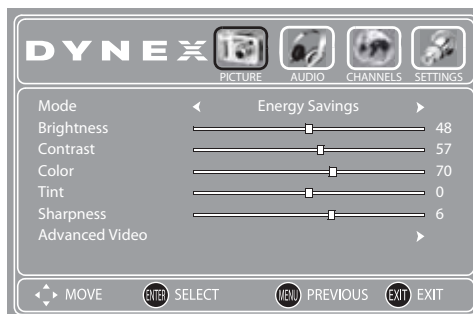 DYNEX
PICTURE AUDIO CHANNELS SETTINGS
Mode Energy Savings
Brightness 48
Contrast 57
Color 70
Tint 0
Sharpness 6
Advanced Video
MOVE ENTER SELECT MENU PREVIOUS EXIT EXIT